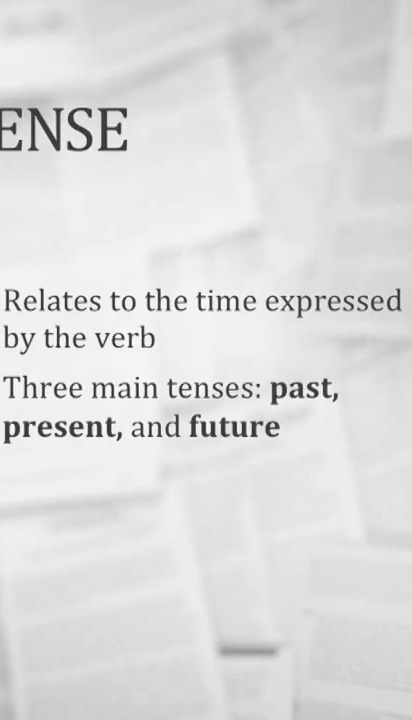 ENSE
Relates to the time expressed
by the verb
Three main tenses: past,
present, and future